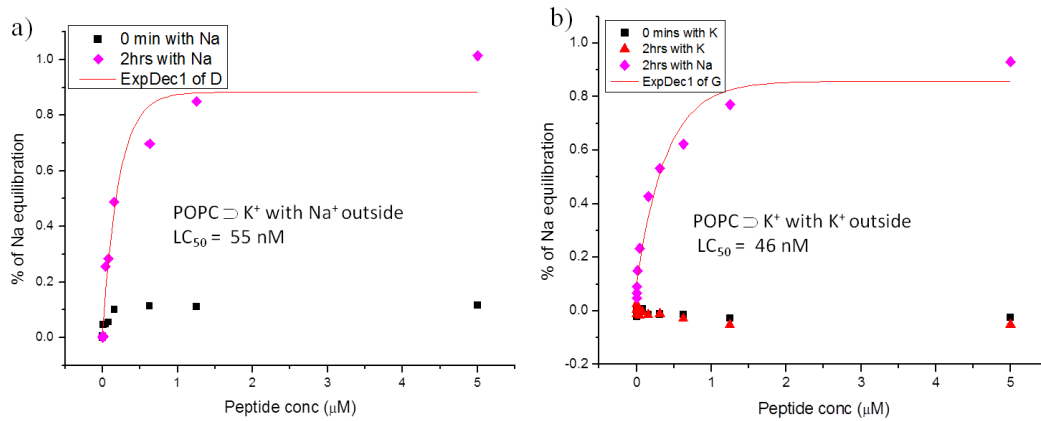 a)
0 min with Na
2hrs with Na
ExpDec1 of D
1.0
0.8
0.6
0.4
0.2
0.0
% of Na equilibration
POPC ⊃ K⁺ with Na⁺ outside
LC₅₀ = 55 nM
0 1 2 3 4 5
Peptide conc (μM)
b)
0 mins with K
2hrs with K
2hrs with Na
ExpDec1 of G
1.0
0.8
0.6
0.4
0.2
0.0
-0.2
% of Na equilibration
POPC ⊃ K⁺ with K⁺ outside
LC₅₀ = 46 nM
0 1 2 3 4 5
Peptide conc (μM)